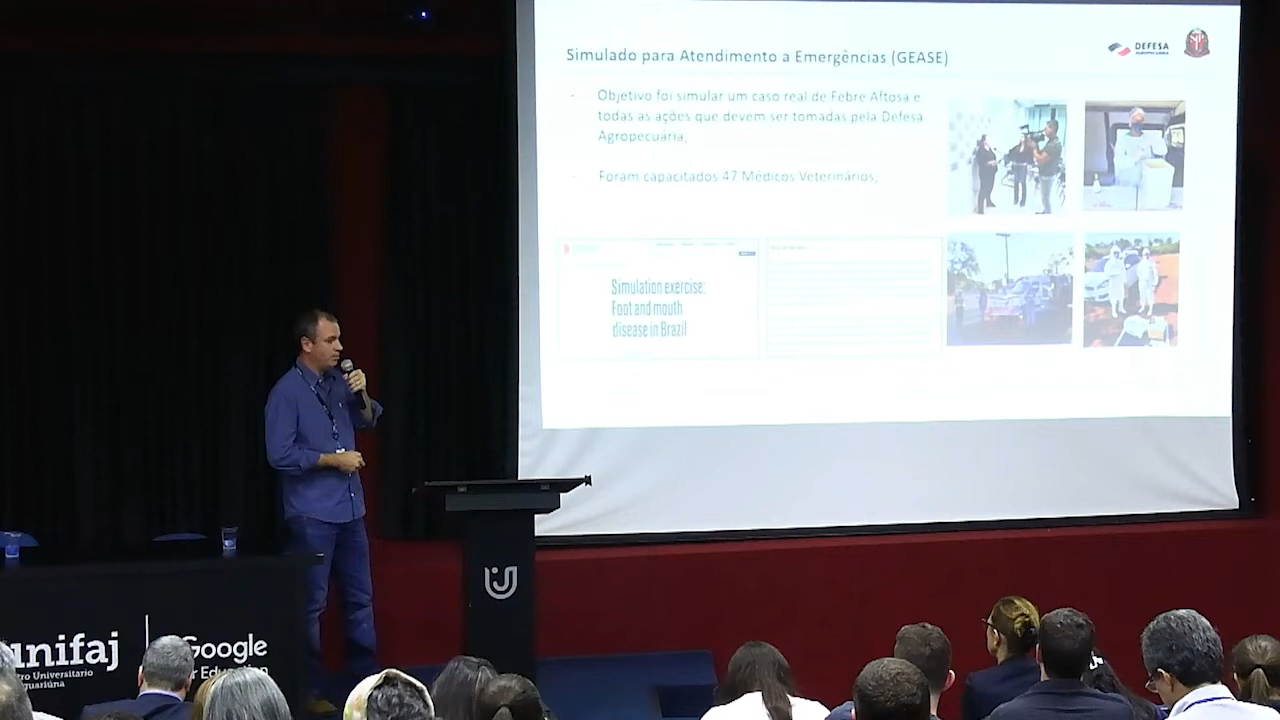 Simulado para Atendimento a Emergências (GEASE)
DEFESA
- Objetivo foi simular um caso real de Febre Aftosa e
todas as ações que devem ser tomadas pela Defesa
Agropecuária;
- Foram capacitados 47 Médicos Veterinários;
Simulation exercise:
Foot and mouth
disease in Brazil
unifaj
Google